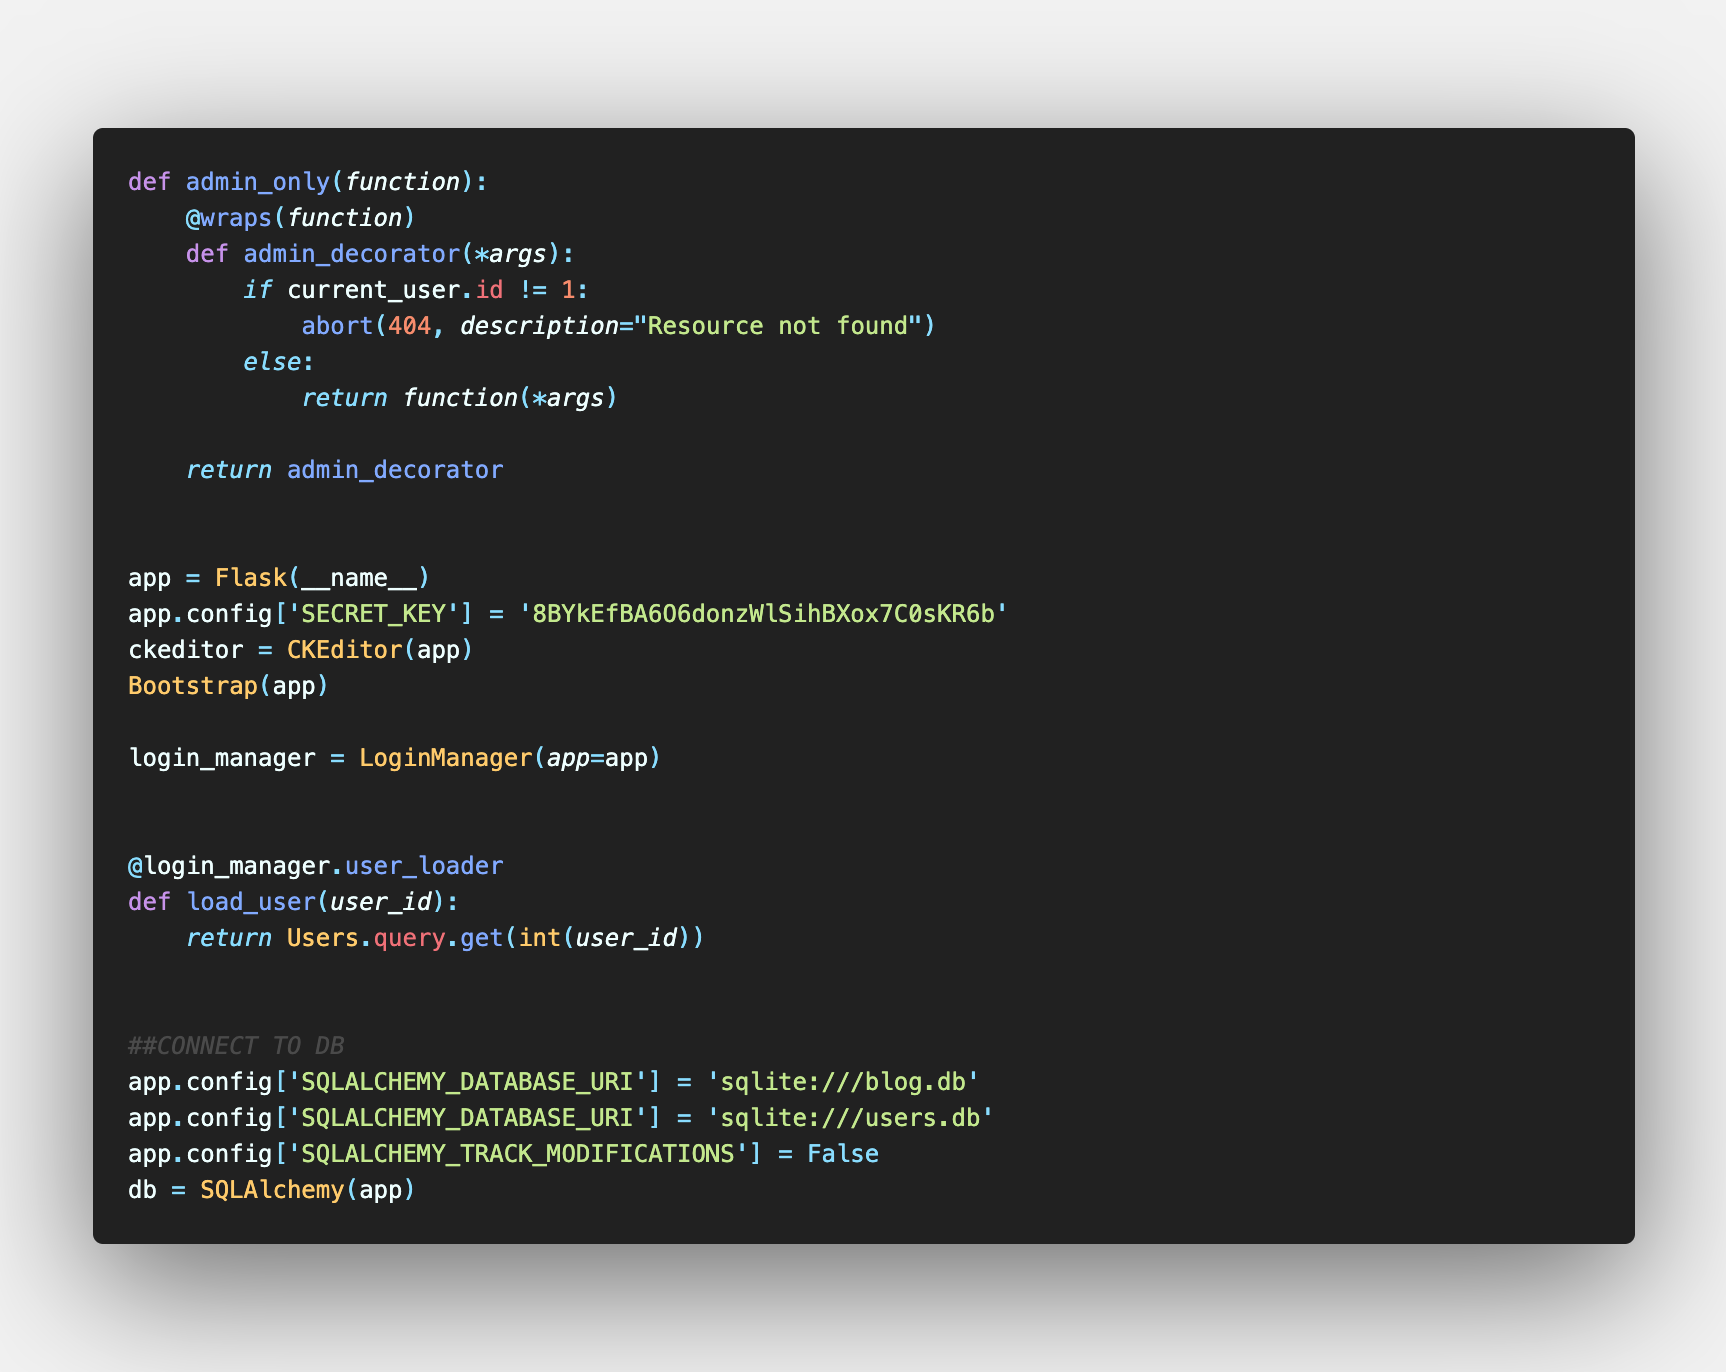 def admin_only(function):
    @wraps(function)
    def admin_decorator(*args):
        if current_user.id != 1:
            abort(404, description="Resource not found")
        else:
            return function(*args)

    return admin_decorator


app = Flask(__name__)
app.config['SECRET_KEY'] = '8BYkEfBA6O6donzWlSihBXox7C0sKR6b'
ckeditor = CKEditor(app)
Bootstrap(app)

login_manager = LoginManager(app=app)


@login_manager.user_loader
def load_user(user_id):
    return Users.query.get(int(user_id))


##CONNECT TO DB
app.config['SQLALCHEMY_DATABASE_URI'] = 'sqlite:///blog.db'
app.config['SQLALCHEMY_DATABASE_URI'] = 'sqlite:///users.db'
app.config['SQLALCHEMY_TRACK_MODIFICATIONS'] = False
db = SQLAlchemy(app)